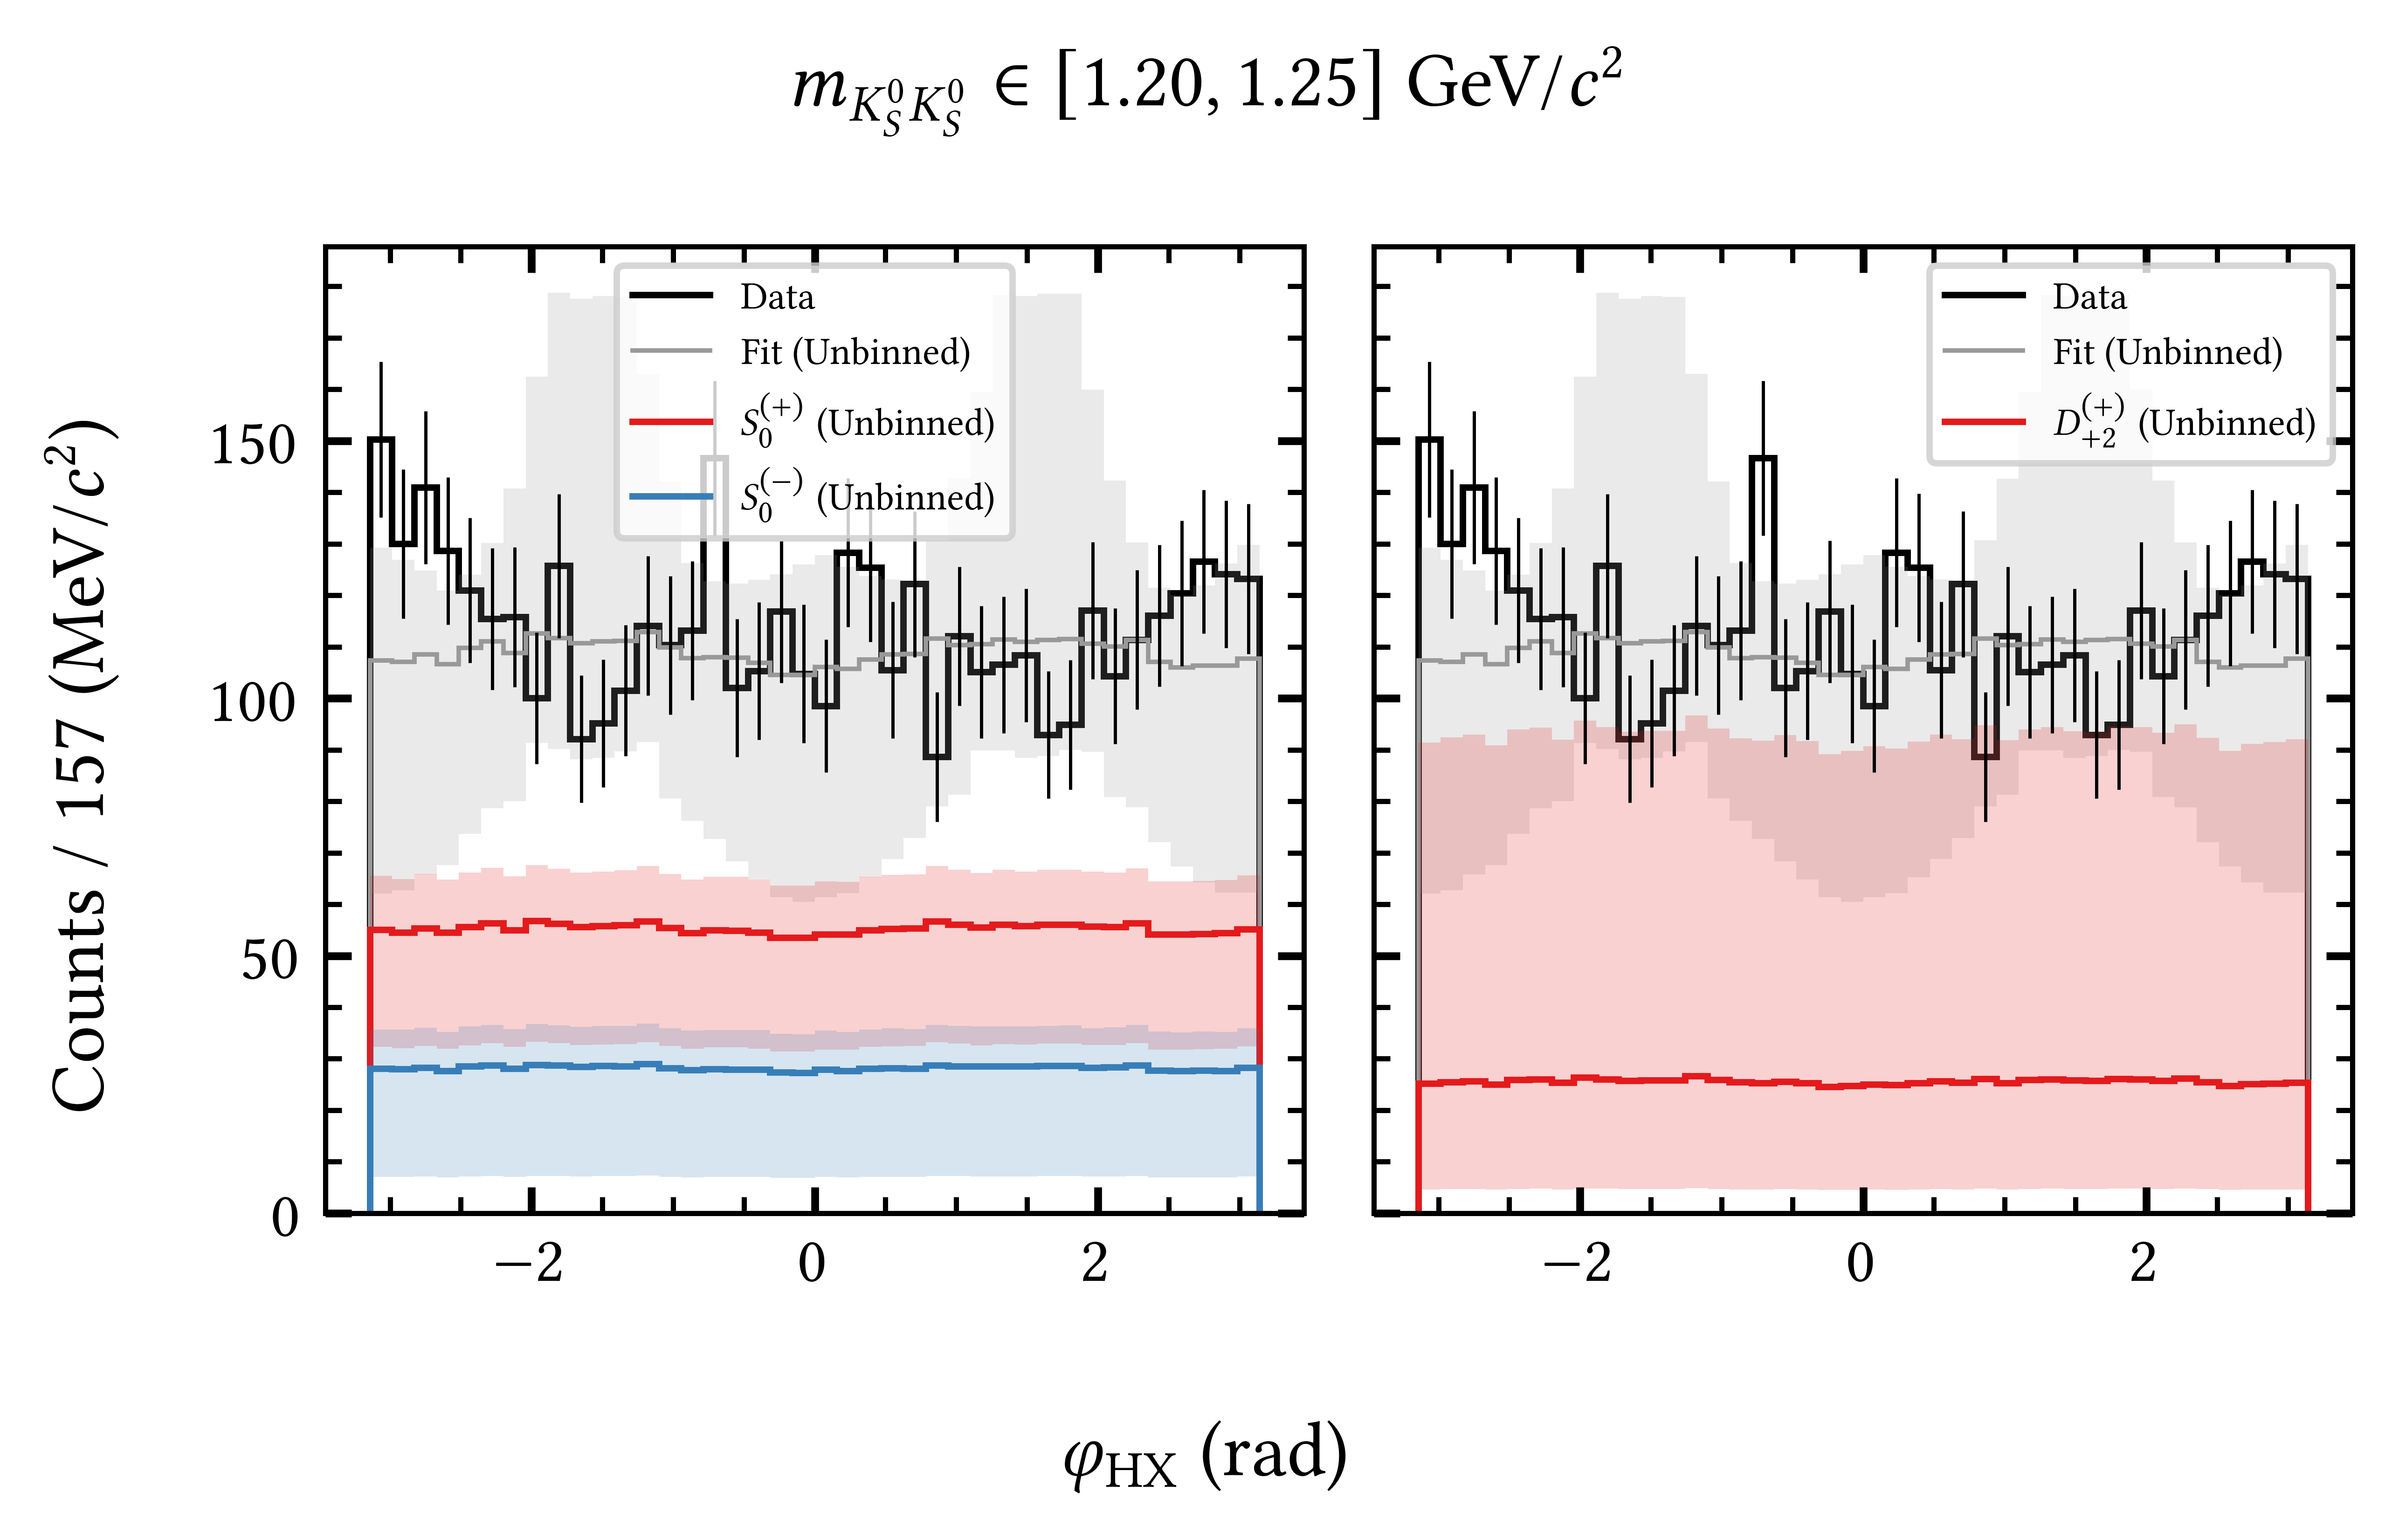 m_{K_S^0 K_S^0} ∈ [1.20, 1.25] GeV/c²
Counts / 157 (MeV/c²)
150
100
50
0
Data
Fit (Unbinned)
S_0^{(+)} (Unbinned)
S_0^{(−)} (Unbinned)
−2 0 2
Data
Fit (Unbinned)
D_{+2}^{(+)} (Unbinned)
−2 0 2
φ_{HX} (rad)